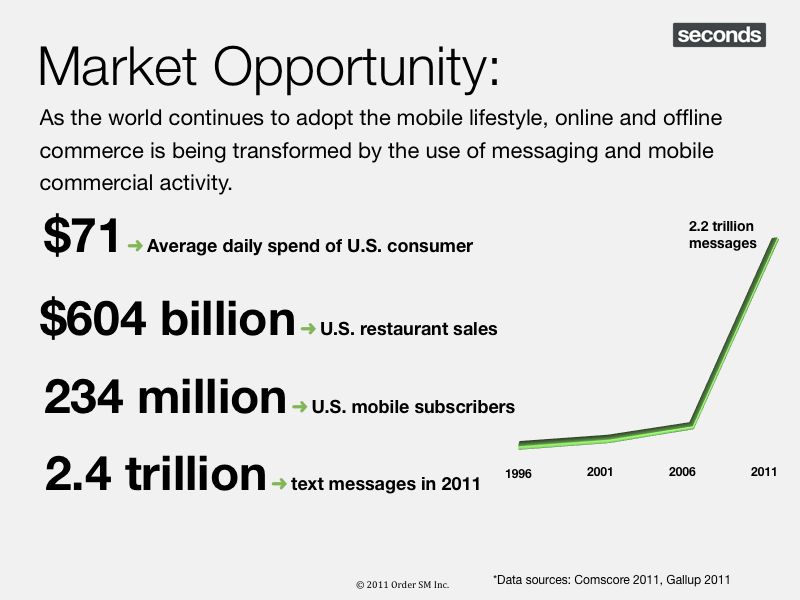 seconds
Market Opportunity:
As the world continues to adopt the mobile lifestyle, online and offline
commerce is being transformed by the use of messaging and mobile
commercial activity.
$71 ➔ Average daily spend of U.S. consumer
$604 billion ➔ U.S. restaurant sales
234 million ➔ U.S. mobile subscribers
2.4 trillion ➔ text messages in 2011
2.2 trillion
messages
1996 2001 2006 2011
© 2011 Order SM Inc.
*Data sources: Comscore 2011, Gallup 2011